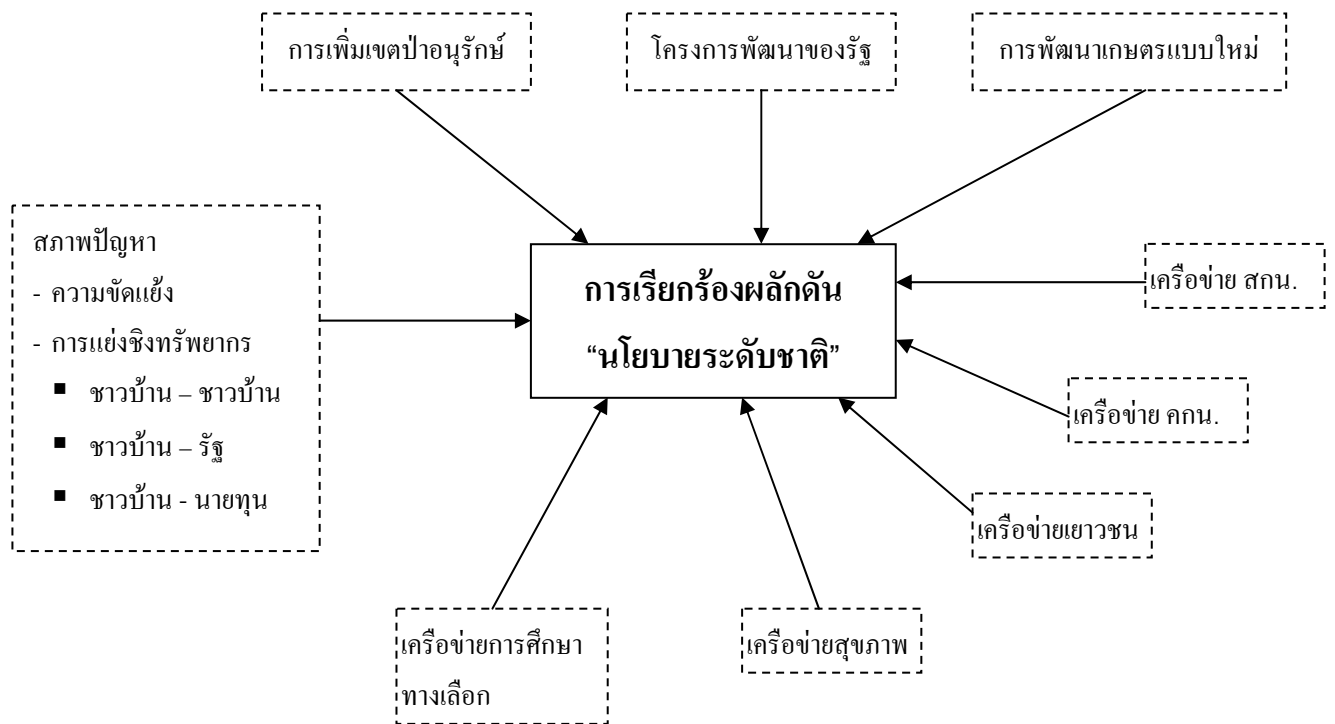 การเพิ่มเขตป่าอนุรักษ์
โครงการพัฒนาของรัฐ
การพัฒนาเกษตรแบบใหม่
สภาพปัญหา
- ความขัดแย้ง
- การแย่งชิงทรัพยากร
■ ชาวบ้าน – ชาวบ้าน
■ ชาวบ้าน – รัฐ
■ ชาวบ้าน - นายทุน
การเรียกร้องผลักดัน
“นโยบายระดับชาติ”
เครือข่าย สกน.
เครือข่าย คกน.
เครือข่ายเยาวชน
เครือข่ายสุขภาพ
เครือข่ายการศึกษา
ทางเลือก